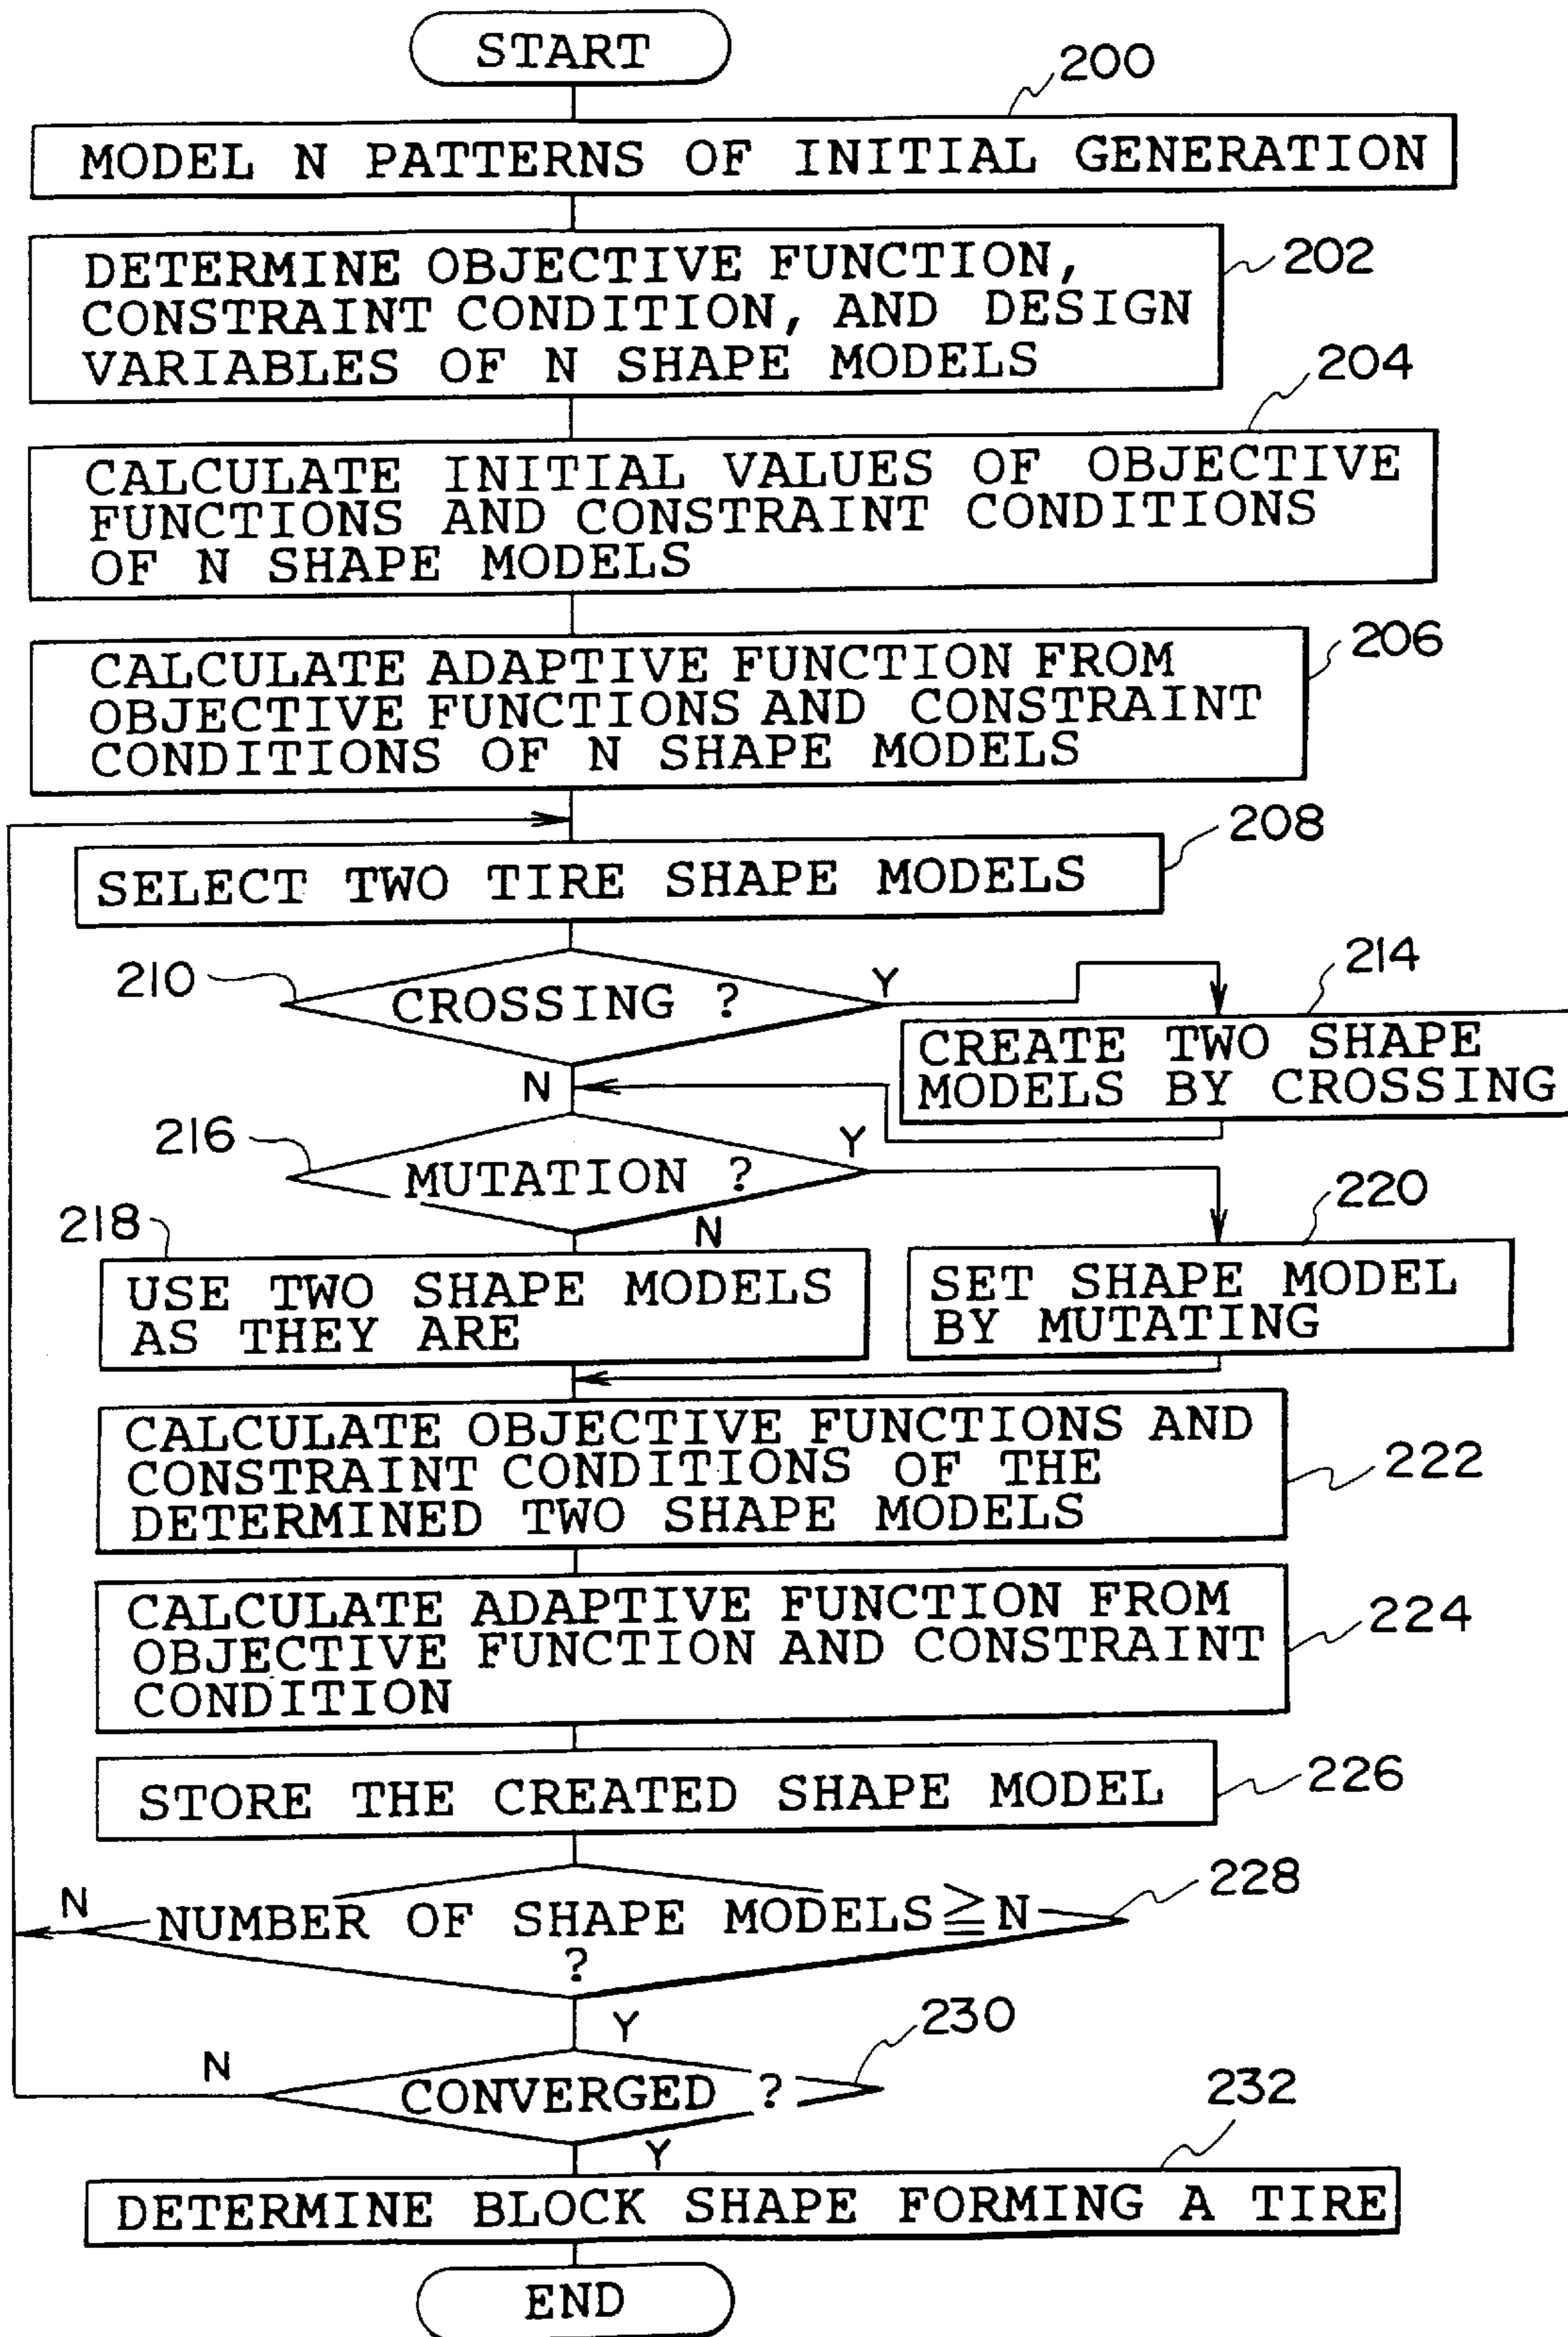 START
200
MODEL N PATTERNS OF INITIAL GENERATION
202
DETERMINE OBJECTIVE FUNCTION,
CONSTRAINT CONDITION, AND DESIGN
VARIABLES OF N SHAPE MODELS
204
CALCULATE INITIAL VALUES OF OBJECTIVE
FUNCTIONS AND CONSTRAINT CONDITIONS
OF N SHAPE MODELS
206
CALCULATE ADAPTIVE FUNCTION FROM
OBJECTIVE FUNCTIONS AND CONSTRAINT
CONDITIONS OF N SHAPE MODELS
208
SELECT TWO TIRE SHAPE MODELS
210
CROSSING ?
Y
214
CREATE TWO SHAPE
MODELS BY CROSSING
N
216
MUTATION ?
Y
N
218
USE TWO SHAPE MODELS
AS THEY ARE
220
SET SHAPE MODEL
BY MUTATING
CALCULATE OBJECTIVE FUNCTIONS AND
CONSTRAINT CONDITIONS OF THE
DETERMINED TWO SHAPE MODELS
222
CALCULATE ADAPTIVE FUNCTION FROM
OBJECTIVE FUNCTION AND CONSTRAINT
CONDITION
224
STORE THE CREATED SHAPE MODEL
226
N
NUMBER OF SHAPE MODELS≧N
?
228
Y
N
CONVERGED ?
230
Y
232
DETERMINE BLOCK SHAPE FORMING A TIRE
END